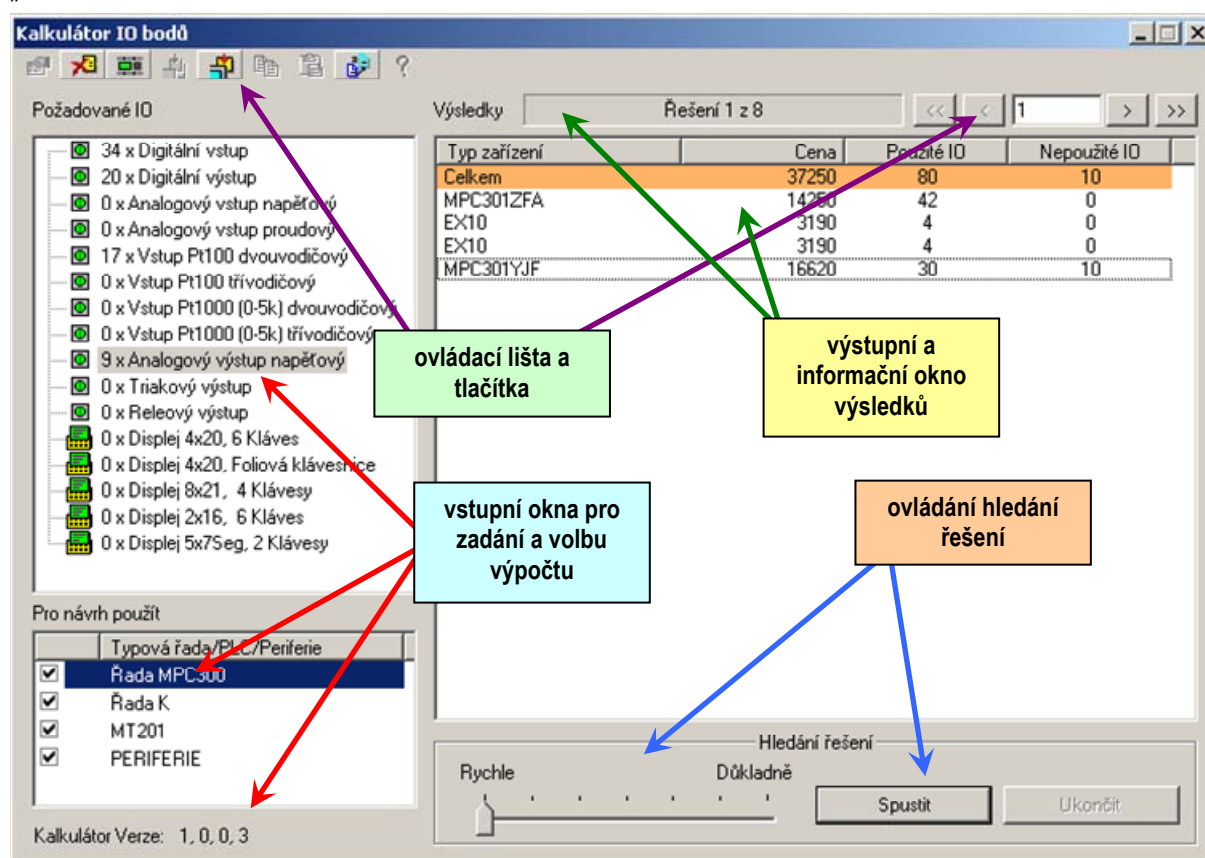 Kalkulátor IO bodů
Požadované IO
34 x Digitální vstup
20 x Digitální výstup
0 x Analogový vstup napěťový
0 x Analogový vstup proudový
17 x Vstup Pt100 dvouvodičový
0 x Vstup Pt100 třívodičový
0 x Vstup Pt1000 (0-5k) dvouvodičový
0 x Vstup Pt1000 (0-5k) třívodičový
9 x Analogový výstup napěťový
0 x Triakový výstup
0 x Releový výstup
0 x Displej 4x20, 6 Kláves
0 x Displej 4x20, Foliová klávesnice
0 x Displej 8x21, 4 Klávesy
0 x Displej 2x16, 6 Kláves
0 x Displej 5x7Seg, 2 Klávesy
Pro návrh použít
Typová řada/PLC/Periferie
Řada MPC300
Řada K
MT201
PERIFERIE
Kalkulátor Verze: 1, 0, 0, 3
Výsledky Řešení 1 z 8 << < 1 > >>
Typ zařízení Cena Použité IO Nepoužité IO
Celkem 37250 80 10
MPC301ZFA 14250 42 0
EX10 3190 4 0
EX10 3190 4 0
MPC301YJF 16620 30 10
ovládací lišta a
tlačítka
výstupní a
informační okno
výsledků
vstupní okna pro
zadání a volbu
výpočtu
ovládání hledání
řešení
Hledání řešení
Rychle Důkladně
Spustit Ukončit